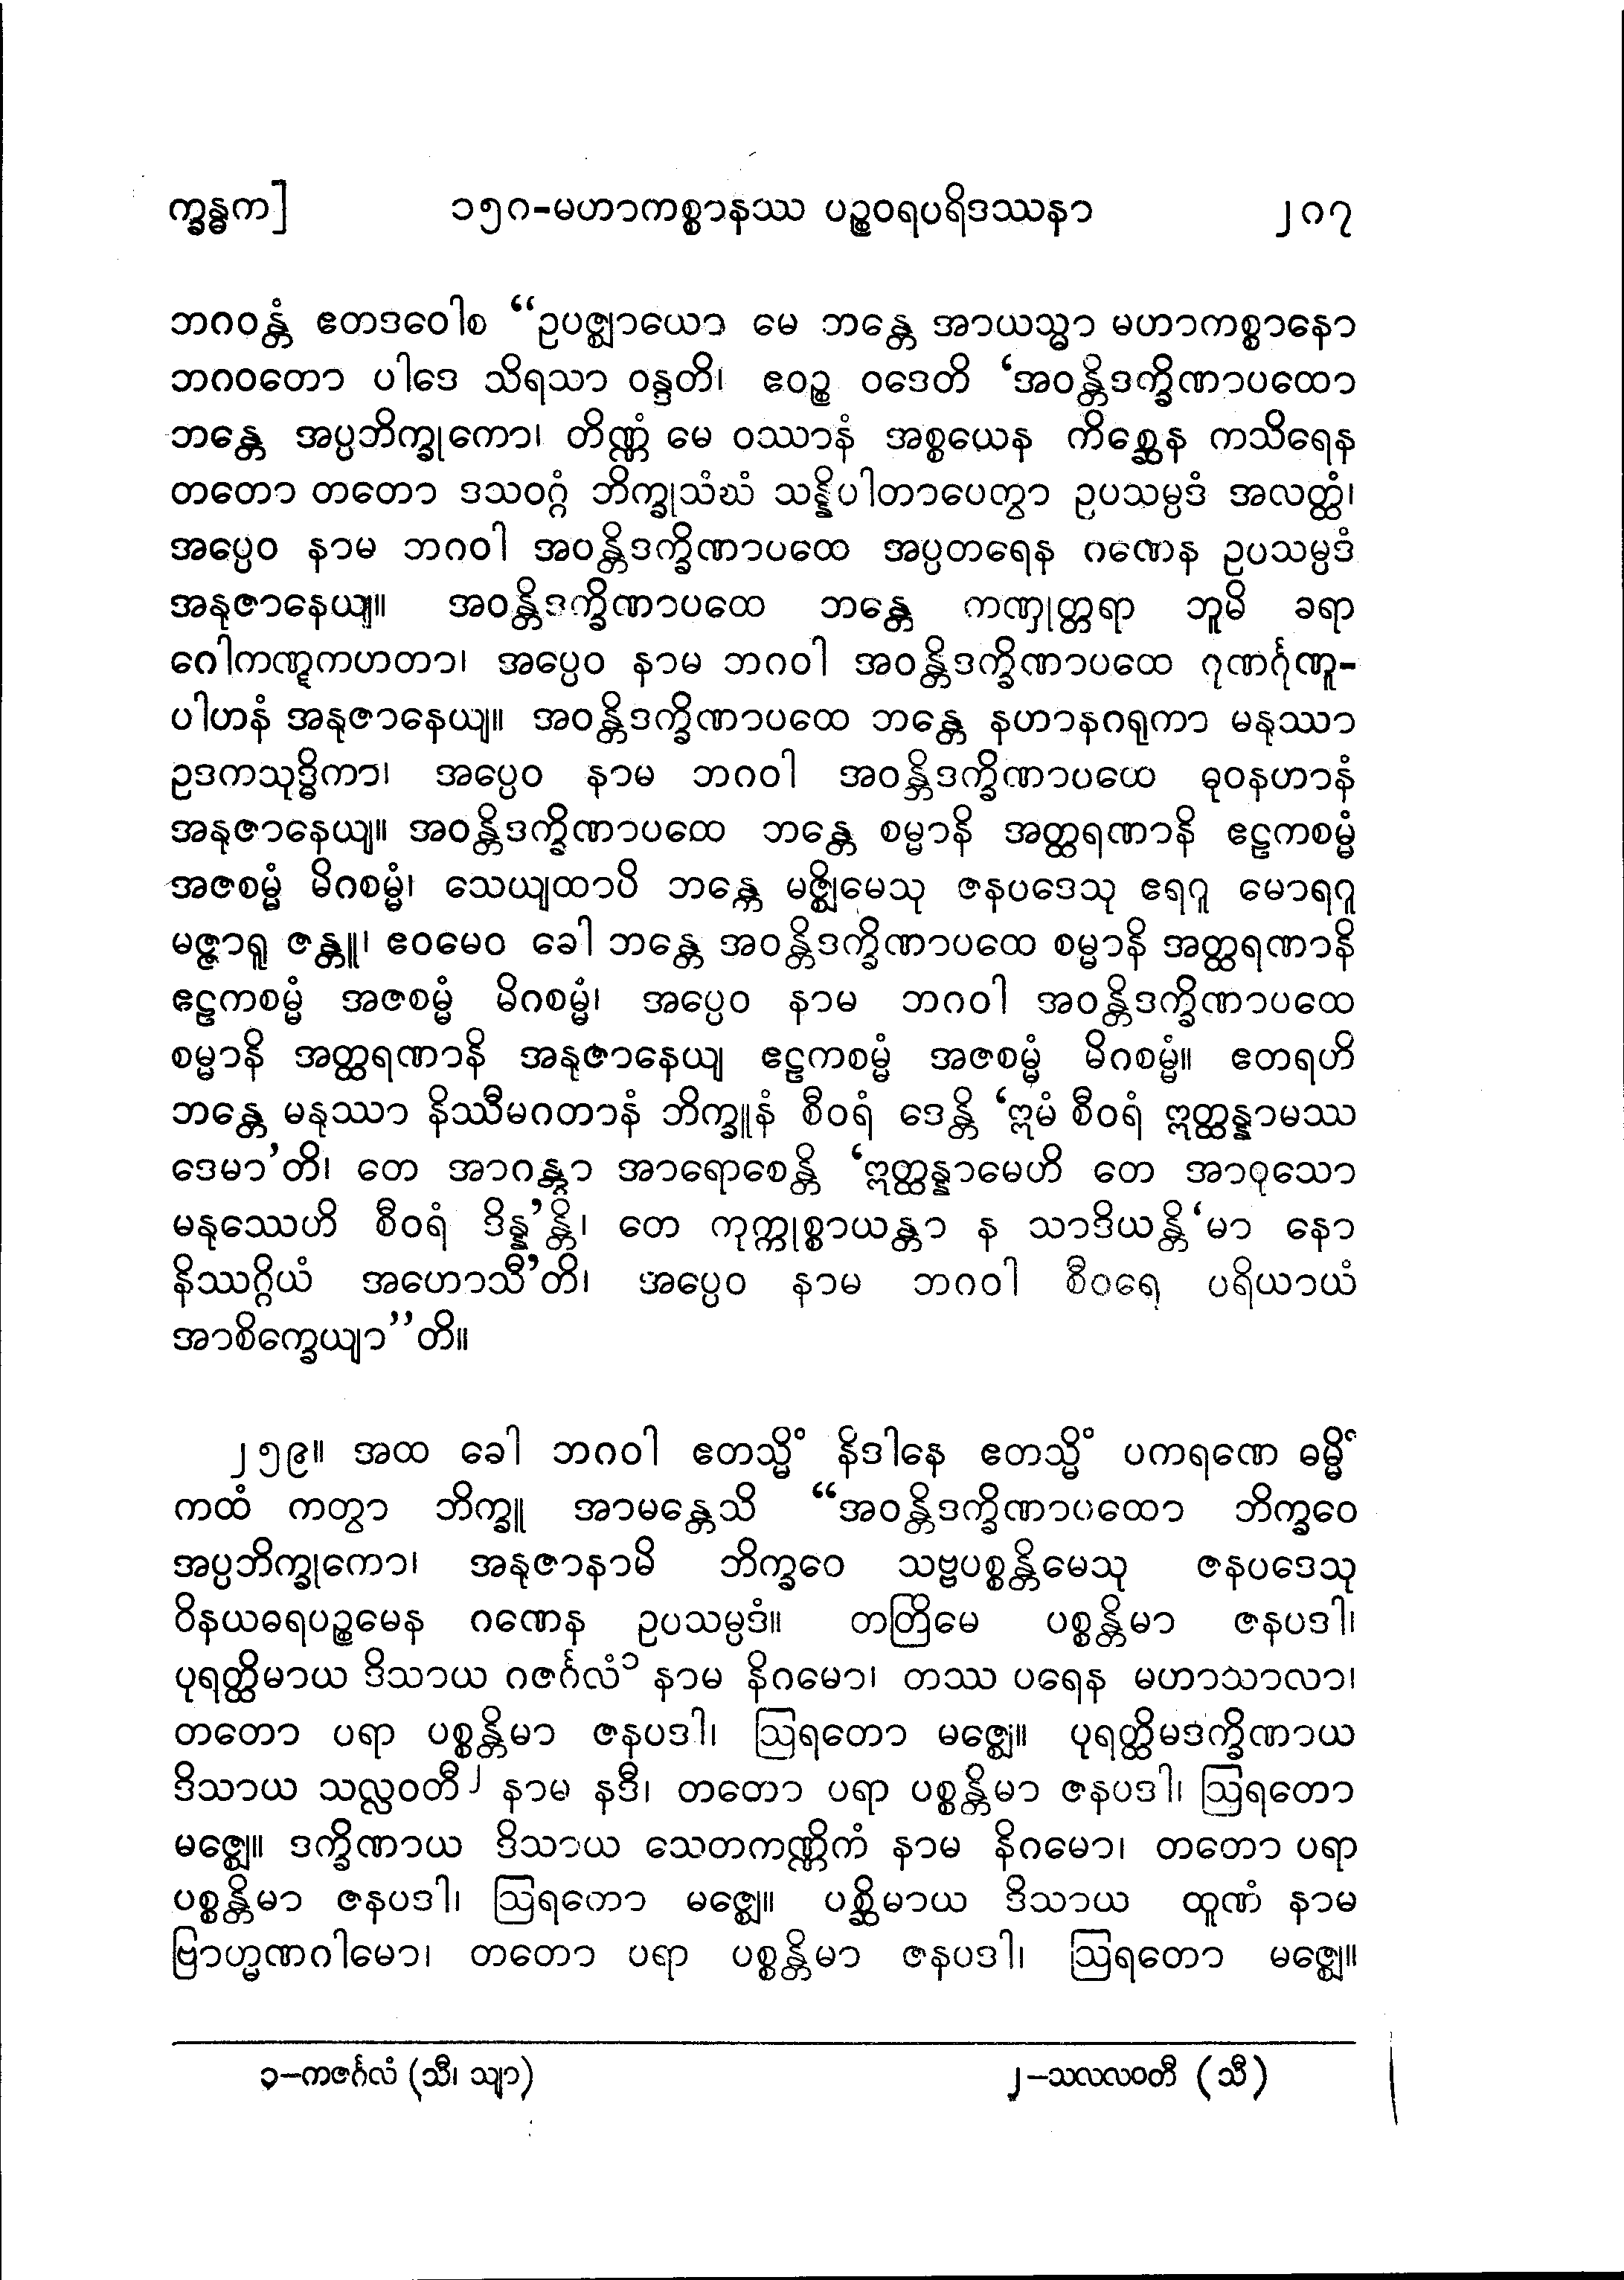 က္ခန္ဓက] ၁၅၈-မဟာကစ္စာနဿ ပဉ္စဝရပရိဒဿနာ ၂၈၇
ဘဂဝန္တံ ဧတဒဝေါစ “ဥပဇ္ဈာယော မေ ဘန္တေ အာယသ္မာ မဟာကစ္စာနော
ဘဂဝတော ပါဒေ သိရသာ ဝန္ဒတိ၊ ဧဝဉ္စ ဝဒေတိ ‘အဝန္တိဒက္ခိဏာပထော
ဘန္တေ အပ္ပဘိက္ခုကော၊ တိဏ္ဏံ မေ ဝဿာနံ အစ္စယေန ကိစ္ဆေန ကသိရေန
တတော တတော ဒသဝဂ္ဂံ ဘိက္ခုသံဃံ သန္နိပါတာပေတွာ ဥပသမ္ပဒံ အလတ္ထံ၊
အပ္ပေဝ နာမ ဘဂဝါ အဝန္တိဒက္ခိဏာပထေ အပ္ပတရေန ဂဏေန ဥပသမ္ပဒံ
အနုဇာနေယျ။ အဝန္တိဒက္ခိဏာပထေ ဘန္တေ ကဏှုတ္တရာ ဘူမိ ခရာ
ဂေါကဏ္ဋကဟတာ၊ အပ္ပေဝ နာမ ဘဂဝါ အဝန္တိဒက္ခိဏာပထေ ဂုဏင်္ဂုဏူ-
ပါဟနံ အနုဇာနေယျ။ အဝန္တိဒက္ခိဏာပထေ ဘန္တေ နဟာနဂရုကာ မနုဿာ
ဥဒကသုဒ္ဓိကာ၊ အပ္ပေဝ နာမ ဘဂဝါ အဝန္တိဒက္ခိဏာပထေ ဓုဝနဟာနံ
အနုဇာနေယျ။ အဝန္တိဒက္ခိဏာပထေ ဘန္တေ စမ္မာနိ အတ္ထရဏာနိ ဧဠကစမ္မံ
အဇစမ္မံ မိဂစမ္မံ၊ သေယျထာပိ ဘန္တေ မဇ္ဈိမေသု ဇနပဒေသု ဧရဂူ မောရဂူ
မဇ္ဇာရူ ဇန္တူ၊ ဧဝမေဝ ခေါ ဘန္တေ အဝန္တိဒက္ခိဏာပထေ စမ္မာနိ အတ္ထရဏာနိ
ဧဠကစမ္မံ အဇစမ္မံ မိဂစမ္မံ၊ အပ္ပေဝ နာမ ဘဂဝါ အဝန္တိဒက္ခိဏာပထေ
စမ္မာနိ အတ္ထရဏာနိ အနုဇာနေယျ ဧဠကစမ္မံ အဇစမ္မံ မိဂစမ္မံ။ ဧတရဟိ
ဘန္တေ မနုဿာ နိဿီမဂတာနံ ဘိက္ခူနံ စီဝရံ ဒေန္တိ ‘ဣမံ စီဝရံ ဣတ္ထန္နာမဿ
ဒေမာ’တိ၊ တေ အာဂန္တွာ အာရောစေန္တိ ‘ဣတ္ထန္နာမေဟိ တေ အာဝုသော
မနုဿေဟိ စီဝရံ ဒိန္န’န္တိ၊ တေ ကုက္ကုစ္စာယန္တာ န သာဒိယန္တိ‘မာ နော
နိဿဂ္ဂိယံ အဟောသီ’တိ၊ အပ္ပေဝ နာမ ဘဂဝါ စီဝရေ ပရိယာယံ
အာစိက္ခေယျာ”တိ။
၂၅၉။ အထ ခေါ ဘဂဝါ ဧတသ္မိံ နိဒါနေ ဧတသ္မိံ ပကရဏေ ဓမ္မိံ
ကထံ ကတွာ ဘိက္ခူ အာမန္တေသိ “အဝန္တိဒက္ခိဏာပထော ဘိက္ခဝေ
အပ္ပဘိက္ခုကော၊ အနုဇာနာမိ ဘိက္ခဝေ သဗ္ဗပစ္စန္တိမေသု ဇနပဒေသု
ဝိနယဓရပဉ္စမေန ဂဏေန ဥပသမ္ပဒံ။ တတြိမေ ပစ္စန္တိမာ ဇနပဒါ၊
ပုရတ္ထိမာယ ဒိသာယ ဂဇင်္ဂလံ၁ နာမ နိဂမော၊ တဿ ပရေန မဟာသာလာ၊
တတော ပရာ ပစ္စန္တိမာ ဇနပဒါ၊ ဩရတော မဇ္ဈေ။ ပုရတ္ထိမဒက္ခိဏာယ
ဒိသာယ သလ္လဝတီ၂ နာမ နဒီ၊ တတော ပရာ ပစ္စန္တိမာ ဇနပဒါ၊ ဩရတော
မဇ္ဈေ။ ဒက္ခိဏာယ ဒိသာယ သေတကဏ္ဏိကံ နာမ နိဂမော၊ တတော ပရာ
ပစ္စန္တိမာ ဇနပဒါ၊ ဩရတော မဇ္ဈေ။ ပစ္ဆိမာယ ဒိသာယ ထူဏံ နာမ
ဗြာဟ္မဏဂါမော၊ တတော ပရာ ပစ္စန္တိမာ ဇနပဒါ၊ ဩရတော မဇ္ဈေ။
၁–ကဇင်္ဂလံ (သီ၊ သျာ) ၂–သလလဝတီ (သီ)